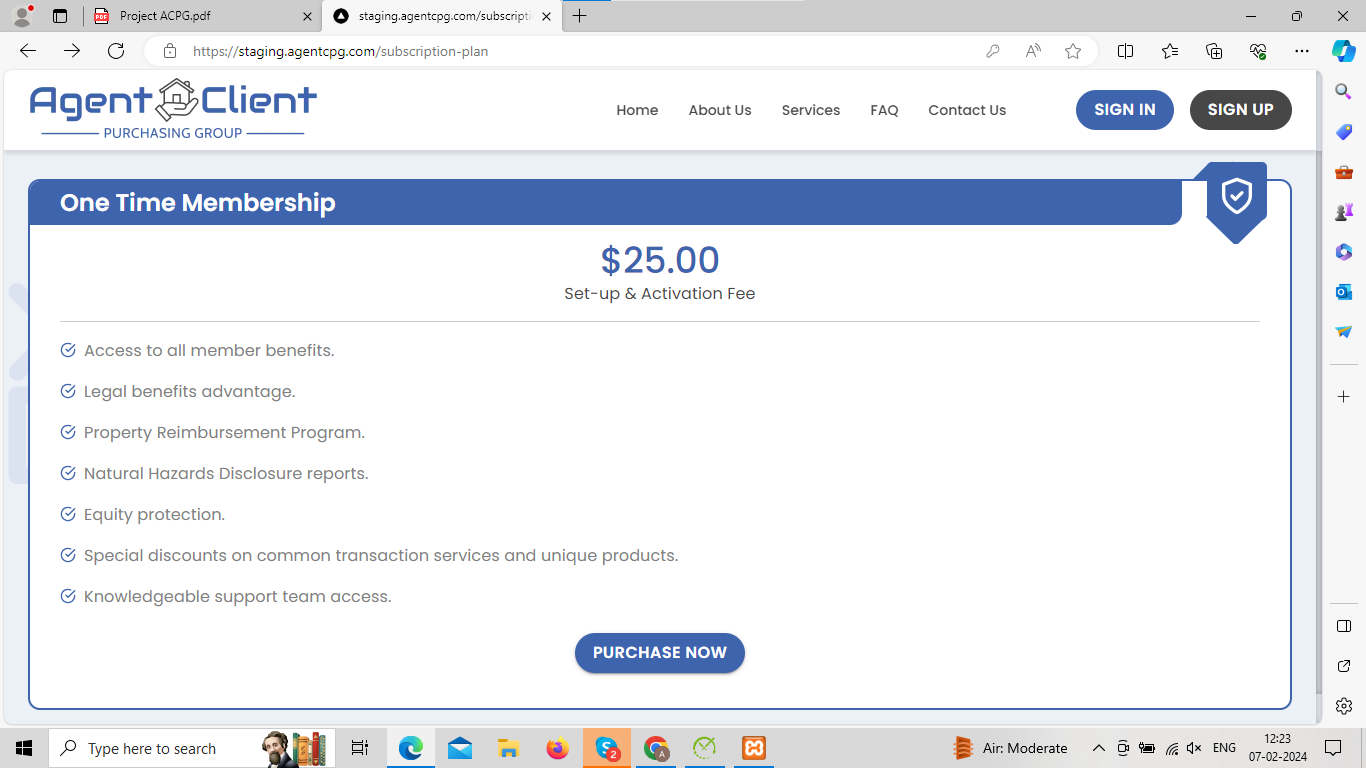 Project ACPG.pdf
staging.agentcpg.com/subscripti
https://staging.agentcpg.com/subscription-plan
Agent Client
PURCHASING GROUP
Home About Us Services FAQ Contact Us SIGN IN SIGN UP
One Time Membership
$25.00
Set-up & Activation Fee
Access to all member benefits.
Legal benefits advantage.
Property Reimbursement Program.
Natural Hazards Disclosure reports.
Equity protection.
Special discounts on common transaction services and unique products.
Knowledgeable support team access.
PURCHASE NOW
Type here to search
2
A
Air: Moderate
ENG
12:23
07-02-2024